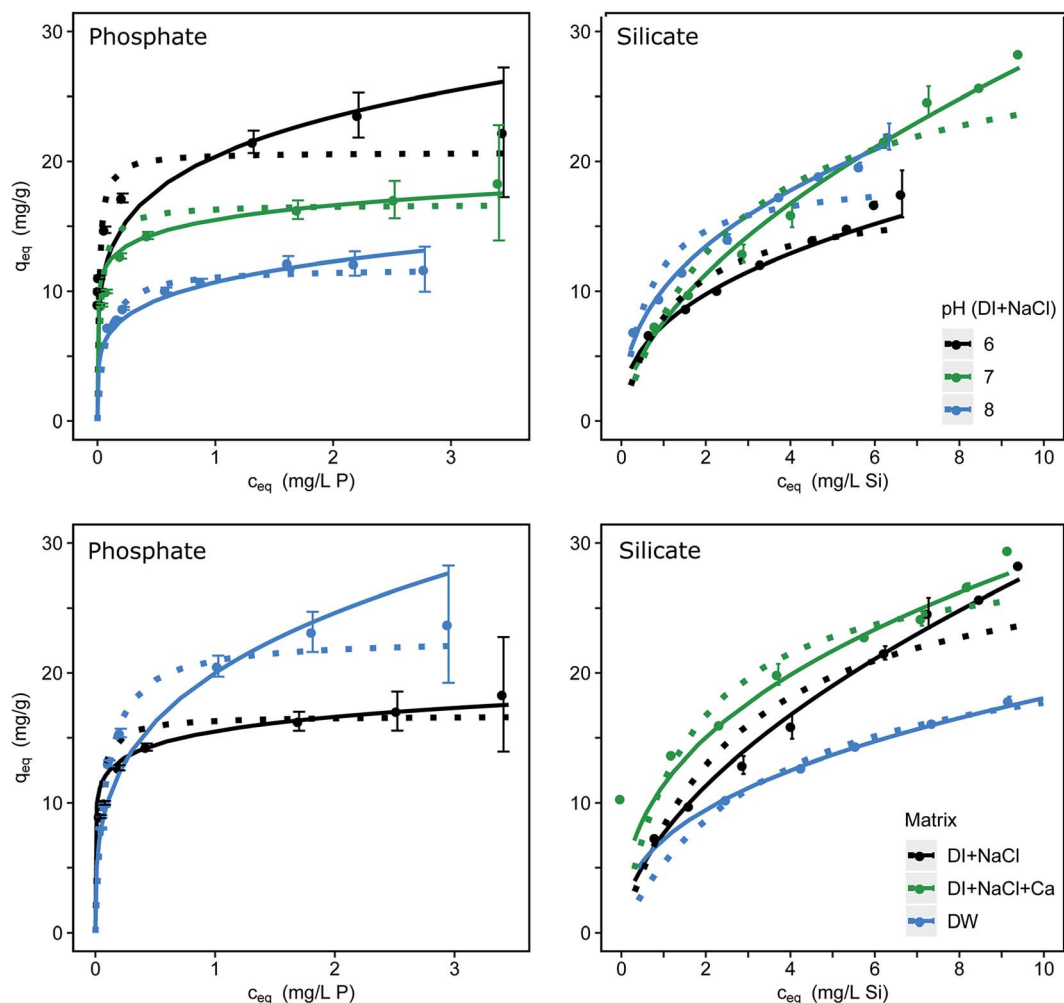 Phosphate
30
20
10
0
q_eq (mg/g)
0 1 2 3
c_eq (mg/L P)
Silicate
30
20
10
0
pH (DI+NaCl)
6
7
8
0 2 4 6 8 10
c_eq (mg/L Si)
Phosphate
30
20
10
0
q_eq (mg/g)
0 1 2 3
c_eq (mg/L P)
Silicate
30
20
10
0
Matrix
DI+NaCl
DI+NaCl+Ca
DW
0 2 4 6 8 10
c_eq (mg/L Si)